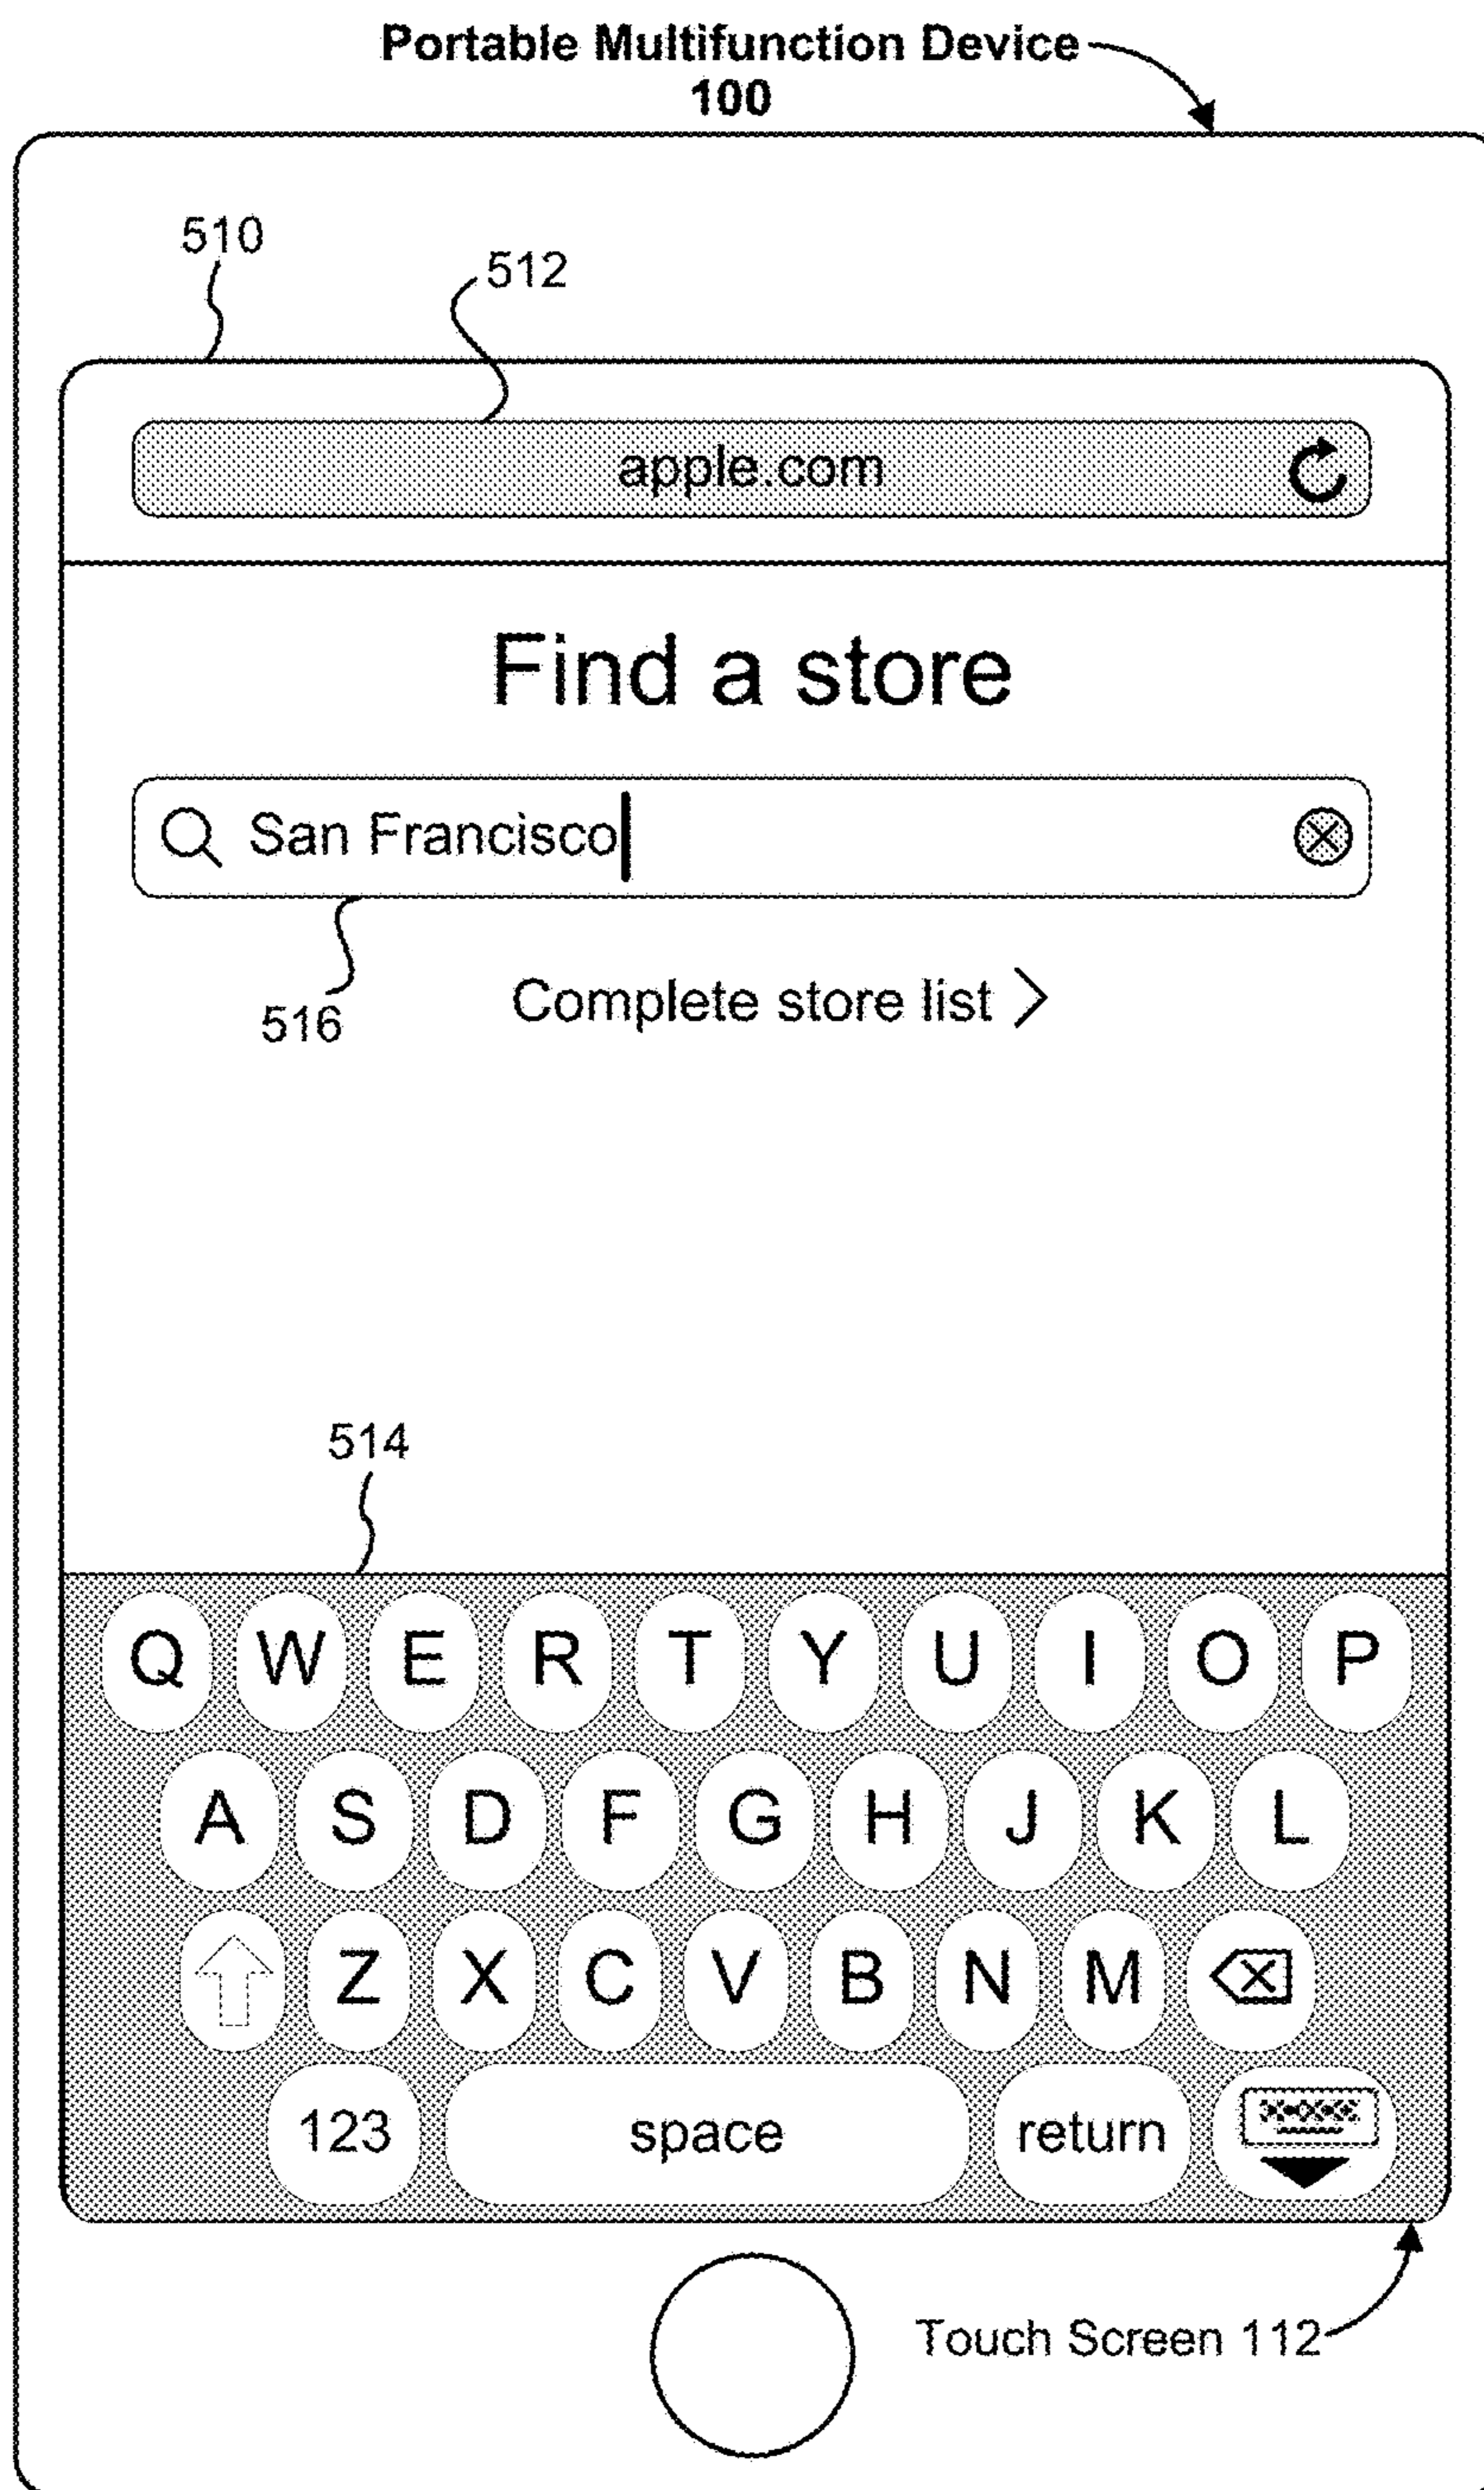 Portable Multifunction Device
100
510
512
apple.com
Find a store
San Francisco
516
Complete store list >
514
Q W E R T Y U I O P
A S D F G H J K L
Z X C V B N M
123 space return
Touch Screen 112